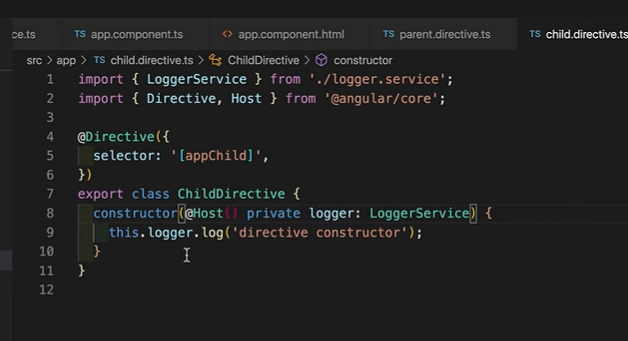 ce.ts TS app.component.ts <> app.component.html TS parent.directive.ts TS child.directive.ts
src > app > TS child.directive.ts > ChildDirective > constructor
1 import { LoggerService } from './logger.service';
2 import { Directive, Host } from '@angular/core';
3
4 @Directive({
5   selector: '[appChild]',
6 })
7 export class ChildDirective {
8   constructor(@Host() private logger: LoggerService) {
9     this.logger.log('directive constructor');
10   }
11 }
12